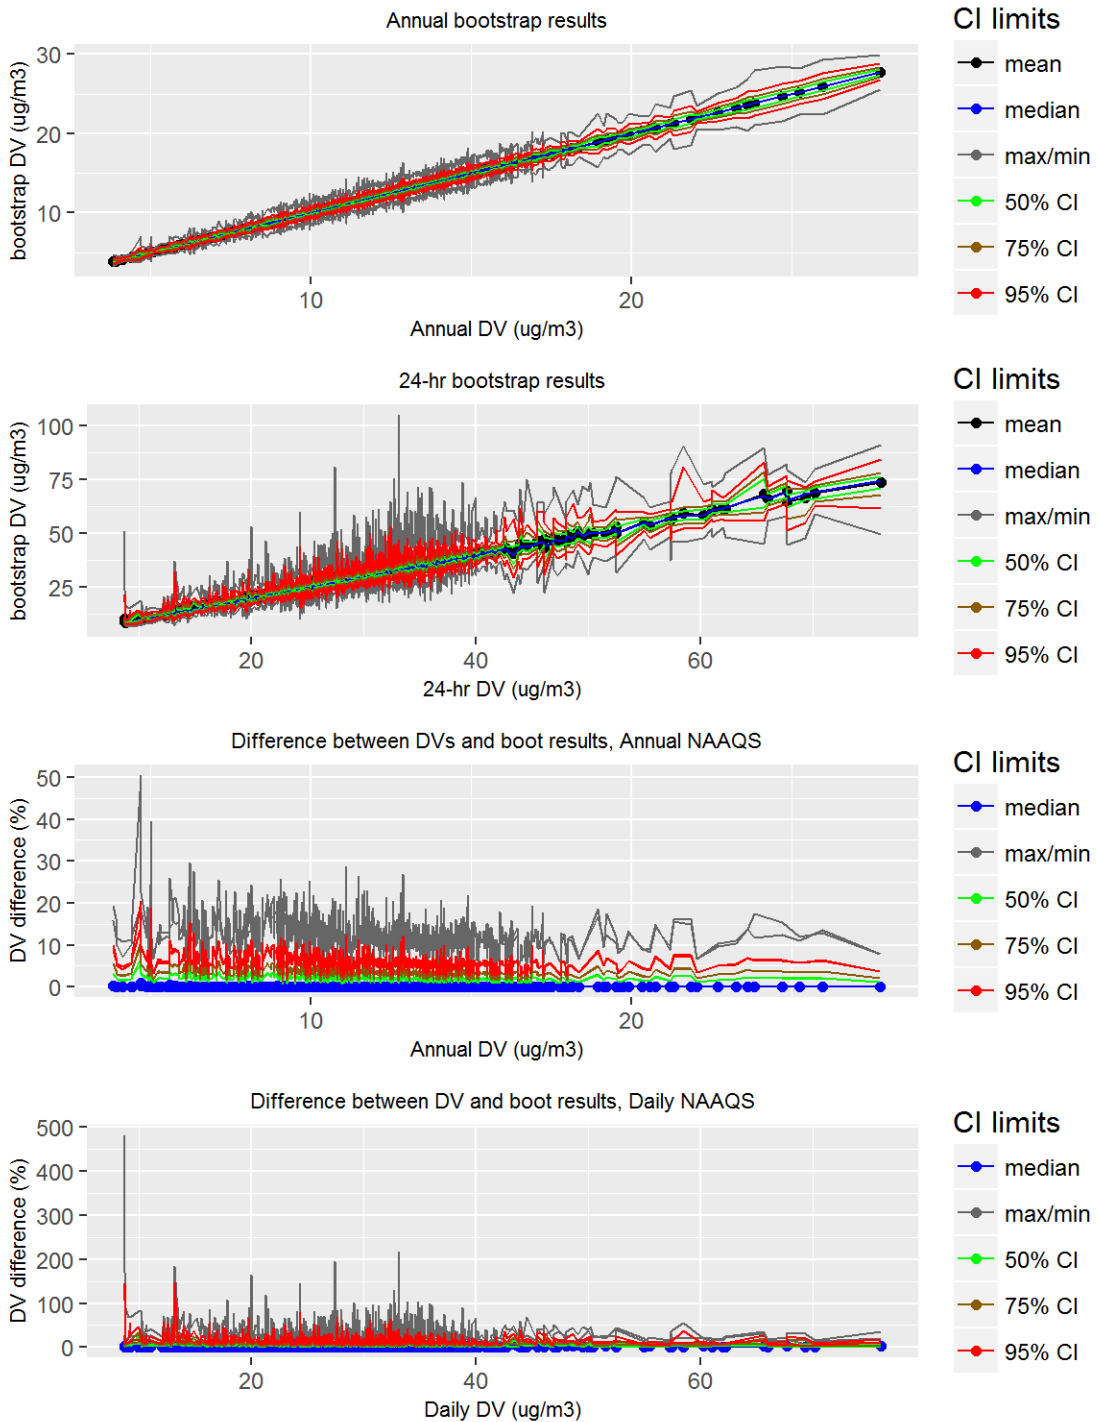 Annual bootstrap results
bootstrap DV (ug/m3)
30
20
10
10
20
Annual DV (ug/m3)
CI limits
mean
median
max/min
50% CI
75% CI
95% CI
24-hr bootstrap results
bootstrap DV (ug/m3)
100
75
50
25
20
40
60
24-hr DV (ug/m3)
CI limits
mean
median
max/min
50% CI
75% CI
95% CI
Difference between DVs and boot results, Annual NAAQS
DV difference (%)
50
40
30
20
10
0
10
20
Annual DV (ug/m3)
CI limits
median
max/min
50% CI
75% CI
95% CI
Difference between DV and boot results, Daily NAAQS
DV difference (%)
500
400
300
200
100
0
20
40
60
Daily DV (ug/m3)
CI limits
median
max/min
50% CI
75% CI
95% CI